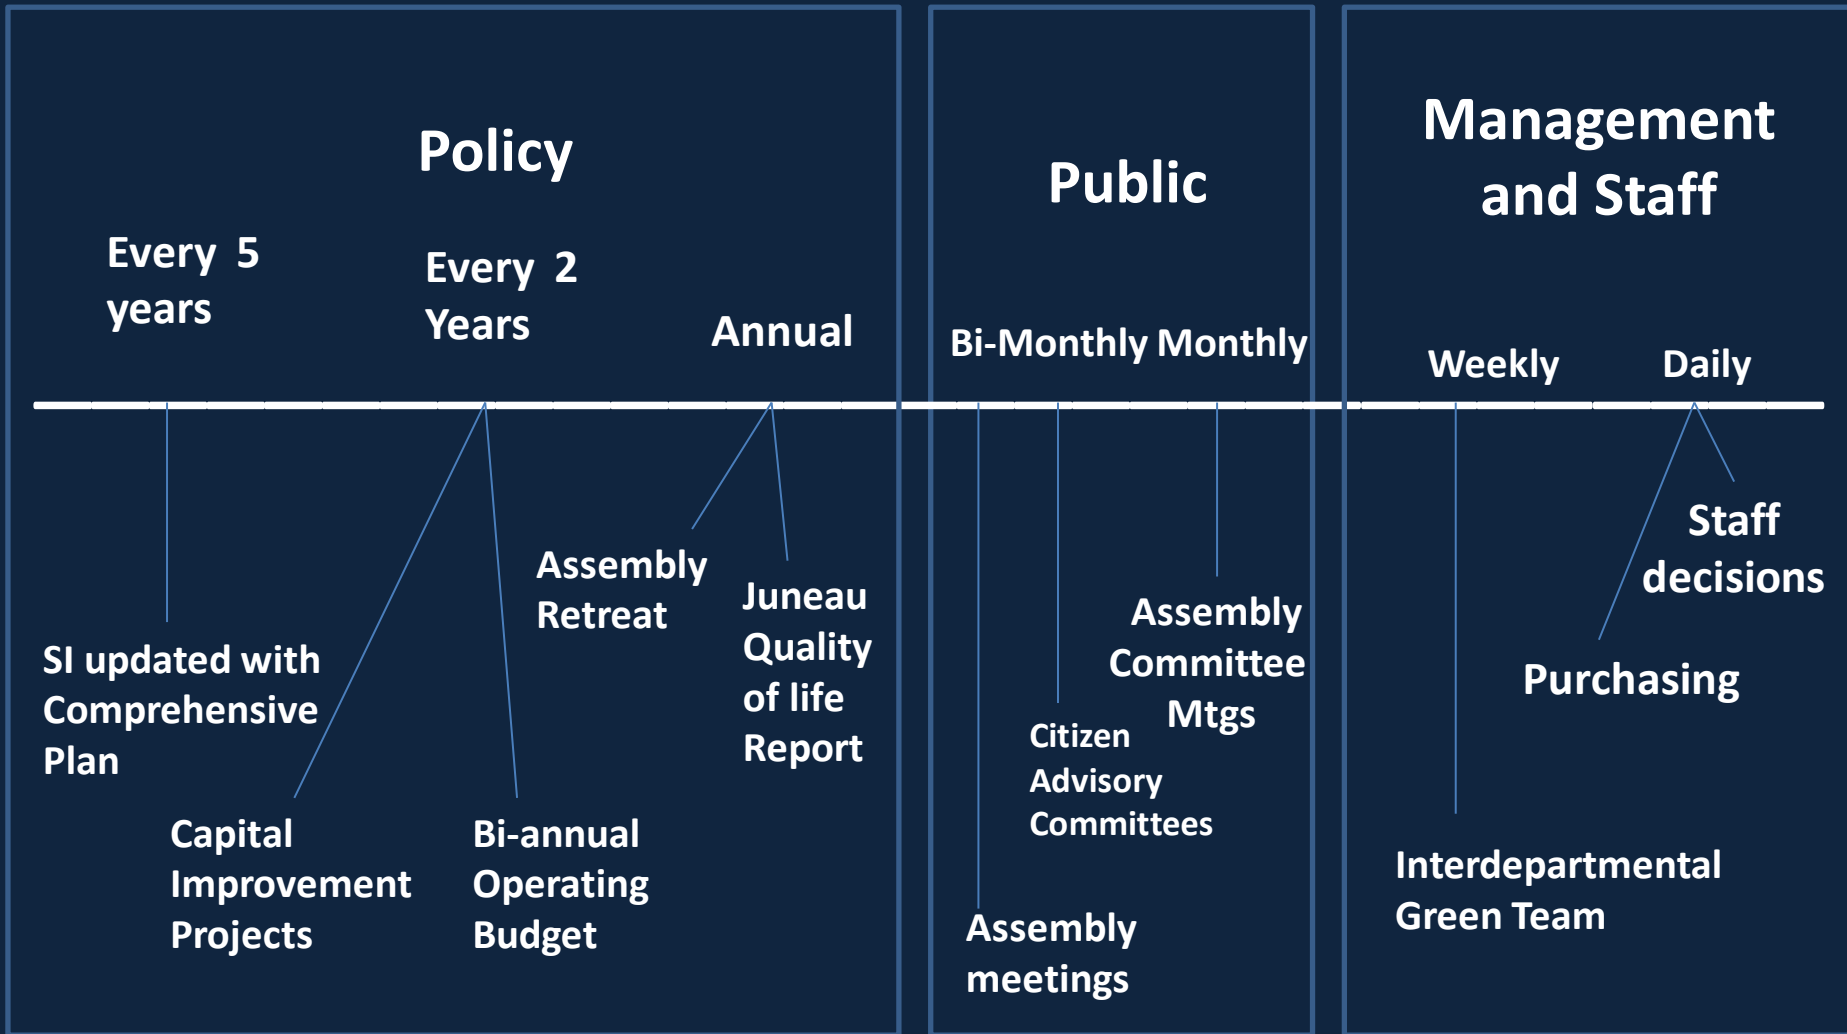 Policy
Every 5
years
Every 2
Years
Annual
SI updated with
Comprehensive
Plan
Capital
Improvement
Projects
Bi-annual
Operating
Budget
Assembly
Retreat
Juneau
Quality
of life
Report
Public
Bi-Monthly
Monthly
Assembly
meetings
Citizen
Advisory
Committees
Assembly
Committee
Mtgs
Management
and Staff
Weekly
Daily
Interdepartmental
Green Team
Purchasing
Staff
decisions